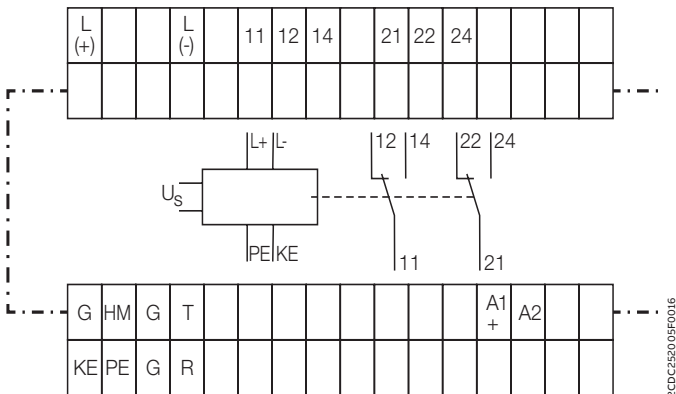 L (+) L (-) 11 12 14 21 22 24
L+ L- 12 14 22 24
US
PE KE 11 21
G HM G T A1 + A2
KE PE G R
2CDC252005F0016